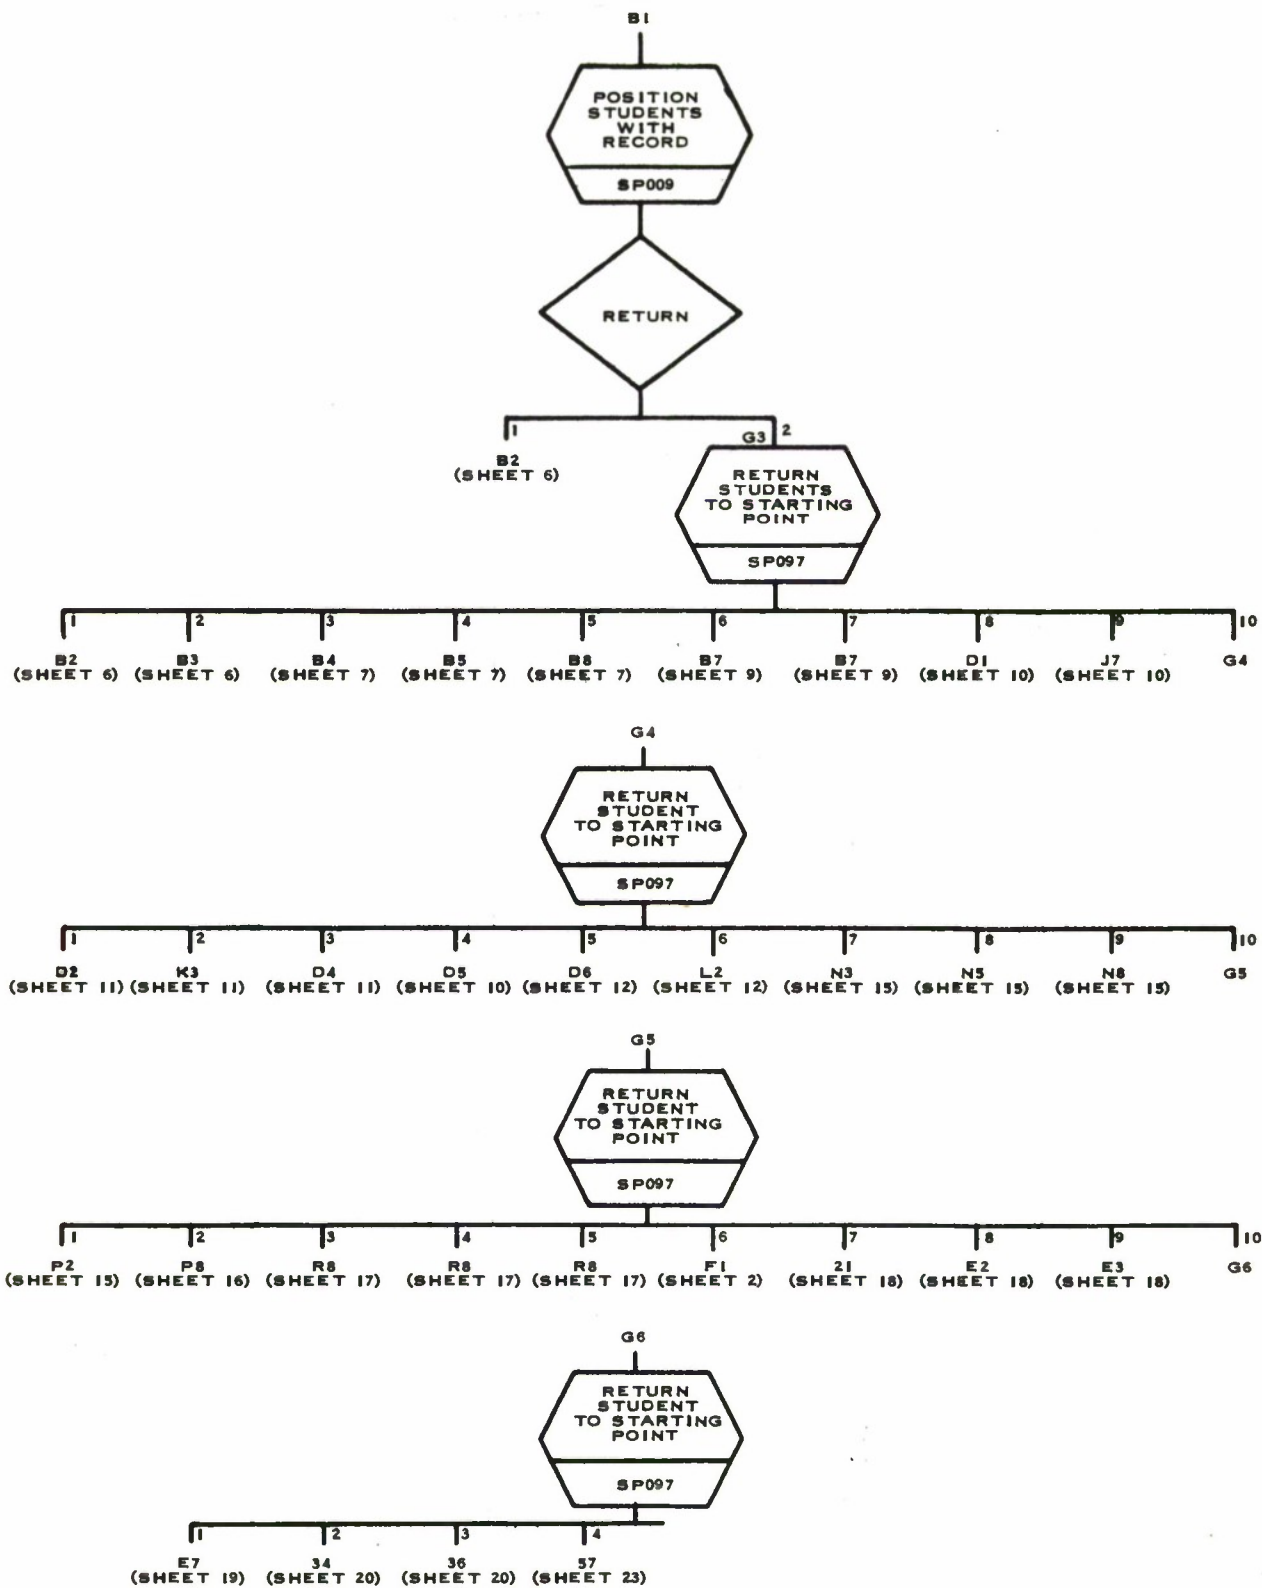 B1
POSITION
STUDENTS
WITH
RECORD
SP009
RETURN
1
2
B2
(SHEET 6)
G3
RETURN
STUDENTS
TO STARTING
POINT
SP097
1 2 3 4 5 6 7 8 9 10
B2 B3 B4 B5 B8 B7 B7 D1 J7 G4
(SHEET 6) (SHEET 6) (SHEET 7) (SHEET 7) (SHEET 7) (SHEET 9) (SHEET 9) (SHEET 10) (SHEET 10)
G4
RETURN
STUDENT
TO STARTING
POINT
SP097
1 2 3 4 5 6 7 8 9 10
D2 K3 D4 D5 D6 L2 N3 N5 N8 G5
(SHEET 11) (SHEET 11) (SHEET 11) (SHEET 10) (SHEET 12) (SHEET 12) (SHEET 15) (SHEET 15) (SHEET 15)
G5
RETURN
STUDENT
TO STARTING
POINT
SP097
1 2 3 4 5 6 7 8 9 10
P2 P8 R8 R8 R8 F1 21 E2 E3 G6
(SHEET 15) (SHEET 16) (SHEET 17) (SHEET 17) (SHEET 17) (SHEET 2) (SHEET 18) (SHEET 18) (SHEET 18)
G6
RETURN
STUDENT
TO STARTING
POINT
SP097
1 2 3 4
E7 34 36 57
(SHEET 19) (SHEET 20) (SHEET 20) (SHEET 23)